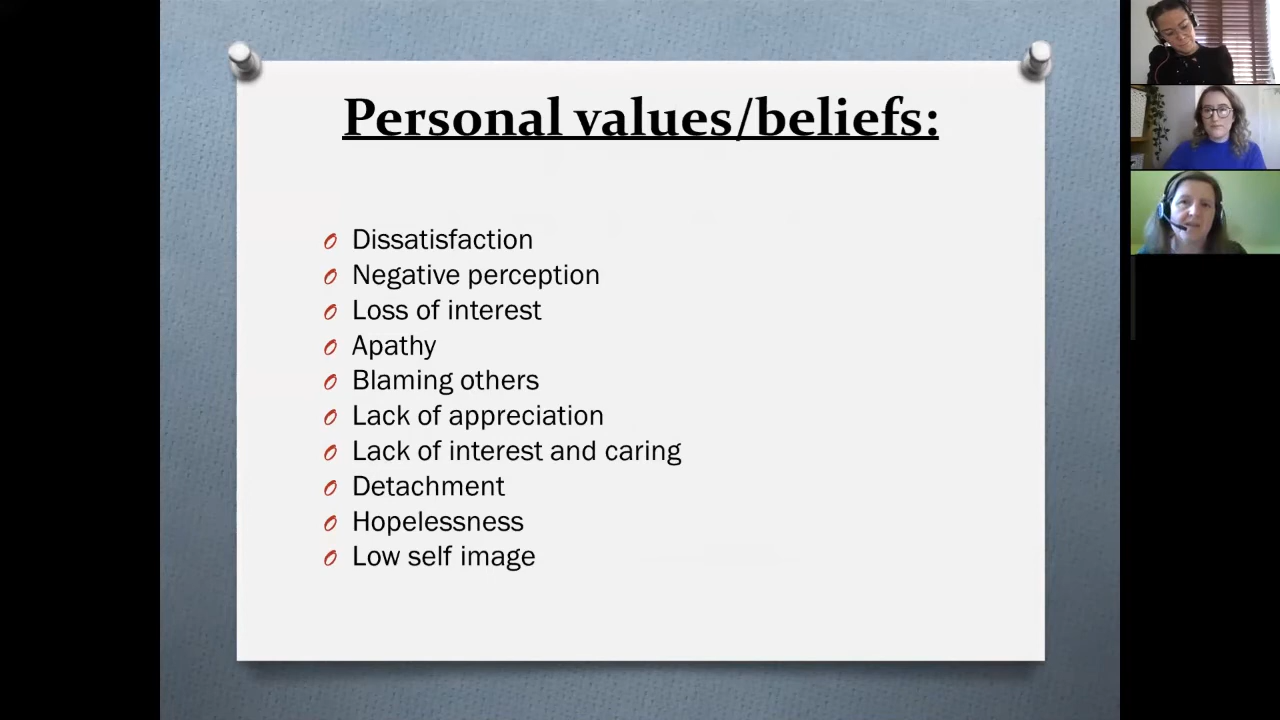 Personal values/beliefs:
Dissatisfaction
Negative perception
Loss of interest
Apathy
Blaming others
Lack of appreciation
Lack of interest and caring
Detachment
Hopelessness
Low self image